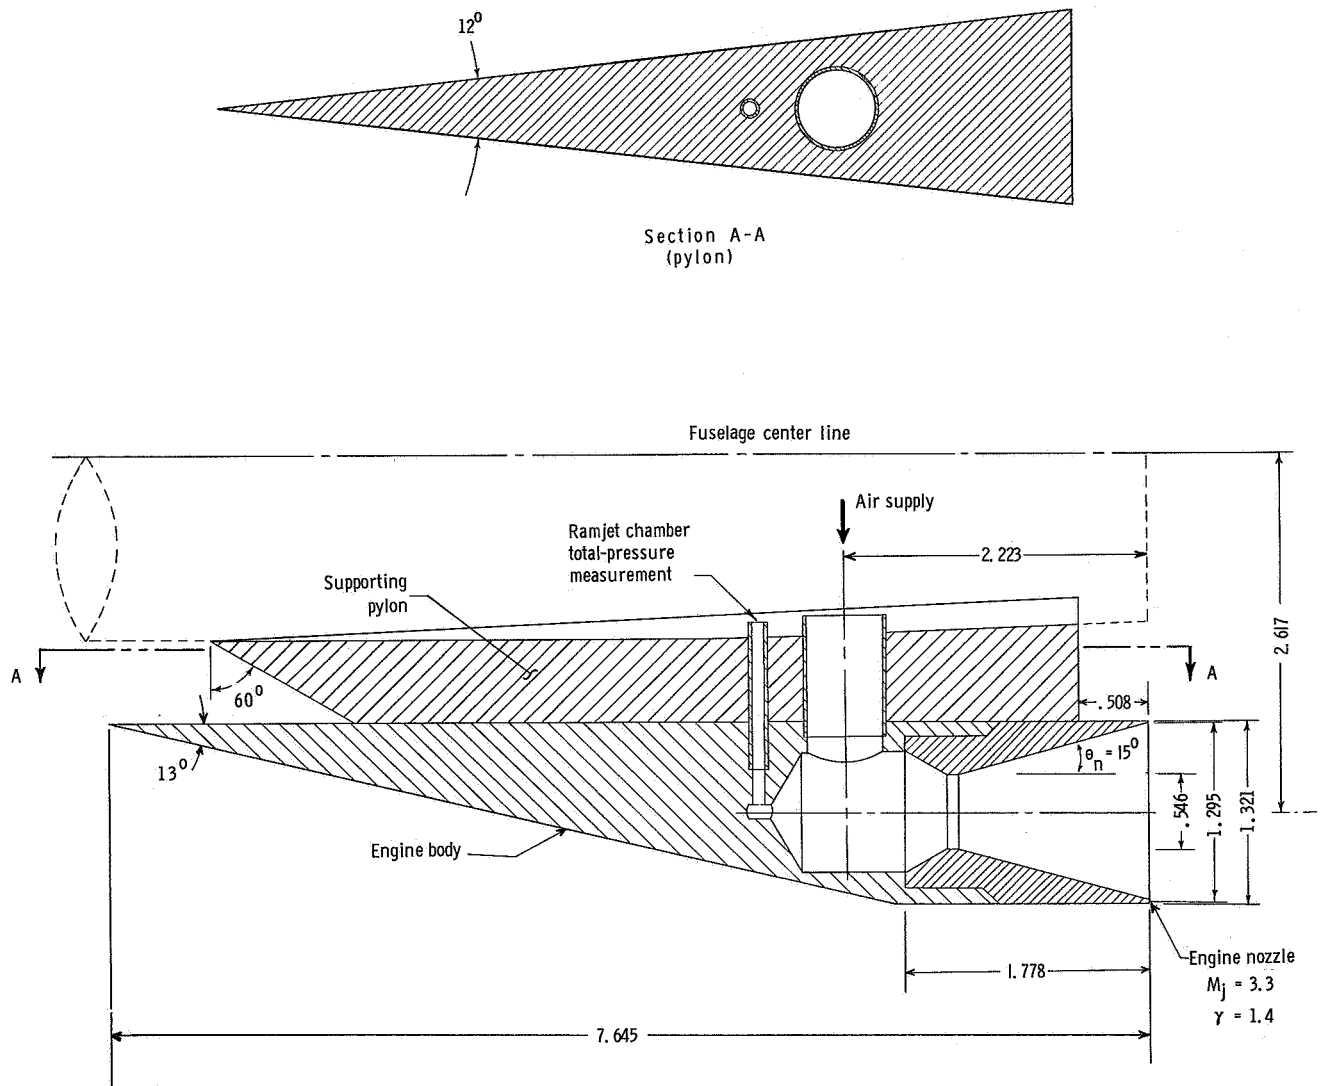 12°
Section A-A
(pylon)
Fuselage center line
Air supply
Ramjet chamber
total-pressure
measurement
2.223
Supporting
pylon
2.617
A
A
60°
.508
13°
θn = 15°
.546
1.295
1.321
Engine body
Engine nozzle
Mj = 3.3
γ = 1.4
1.778
7.645